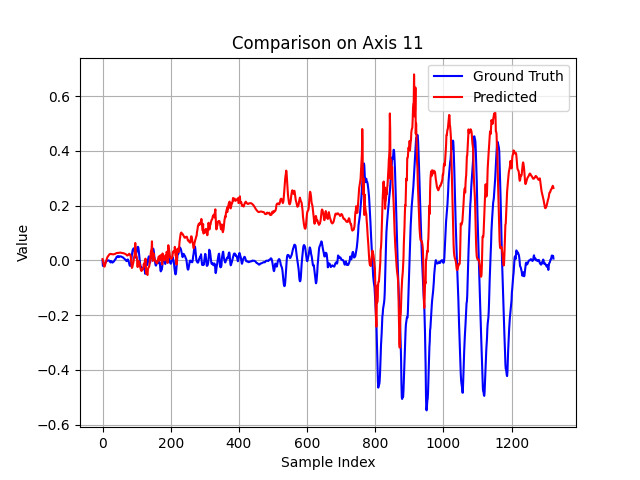 Comparison on Axis 11
Ground Truth
Predicted
Value
0.6
0.4
0.2
0.0
−0.2
−0.4
−0.6
0 200 400 600 800 1000 1200
Sample Index